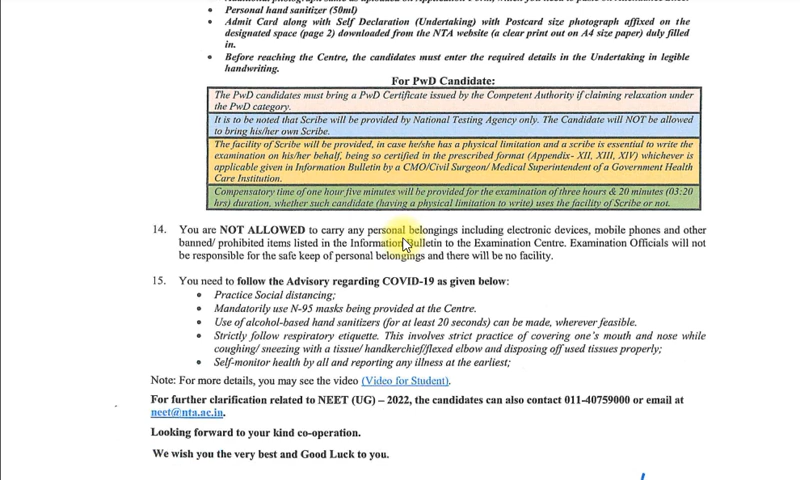 • Personal hand sanitizer (50ml)
• Admit Card along with Self Declaration (Undertaking) with Postcard size photograph affixed on the
designated space (page 2) downloaded from the NTA website (a clear print out on A4 size paper) duly filled
in.
• Before reaching the Centre, the candidates must enter the required details in the Undertaking in legible
handwriting.
For PwD Candidate:
The PwD candidates must bring a PwD Certificate issued by the Competent Authority if claiming relaxation under
the PwD category.
It is to be noted that Scribe will be provided by National Testing Agency only. The Candidate will NOT be allowed
to bring his/her own Scribe.
The facility of Scribe will be provided, in case he/she has a physical limitation and a scribe is essential to write the
examination on his/her behalf, being so certified in the prescribed format (Appendix- XII, XIII, XIV) whichever is
applicable given in Information Bulletin by a CMO/Civil Surgeon/ Medical Superintendent of a Government Health
Care Institution.
Compensatory time of one hour five minutes will be provided for the examination of three hours & 20 minutes (03:20
hrs) duration, whether such candidate (having a physical limitation to write) uses the facility of Scribe or not.
14. You are NOT ALLOWED to carry any personal belongings including electronic devices, mobile phones and other
banned/ prohibited items listed in the Information Bulletin to the Examination Centre. Examination Officials will not
be responsible for the safe keep of personal belongings and there will be no facility.
15. You need to follow the Advisory regarding COVID-19 as given below:
• Practice Social distancing;
• Mandatorily use N-95 masks being provided at the Centre.
• Use of alcohol-based hand sanitizers (for at least 20 seconds) can be made, wherever feasible.
• Strictly follow respiratory etiquette. This involves strict practice of covering one's mouth and nose while
coughing/ sneezing with a tissue/ handkerchief/flexed elbow and disposing off used tissues properly;
• Self-monitor health by all and reporting any illness at the earliest;
Note: For more details, you may see the video (Video for Student).
For further clarification related to NEET (UG) – 2022, the candidates can also contact 011-40759000 or email at
neet@nta.ac.in.
Looking forward to your kind co-operation.
We wish you the very best and Good Luck to you.